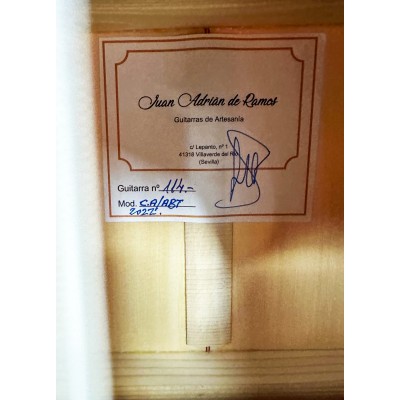 Juan Adrián de Ramos
Guitarras de Artesanía
c/ Lepanto, nº 1
41318 Villaverde del Río
(Sevilla)
Guitarra nº 114.-
Mod. C.A/ABT
2022.